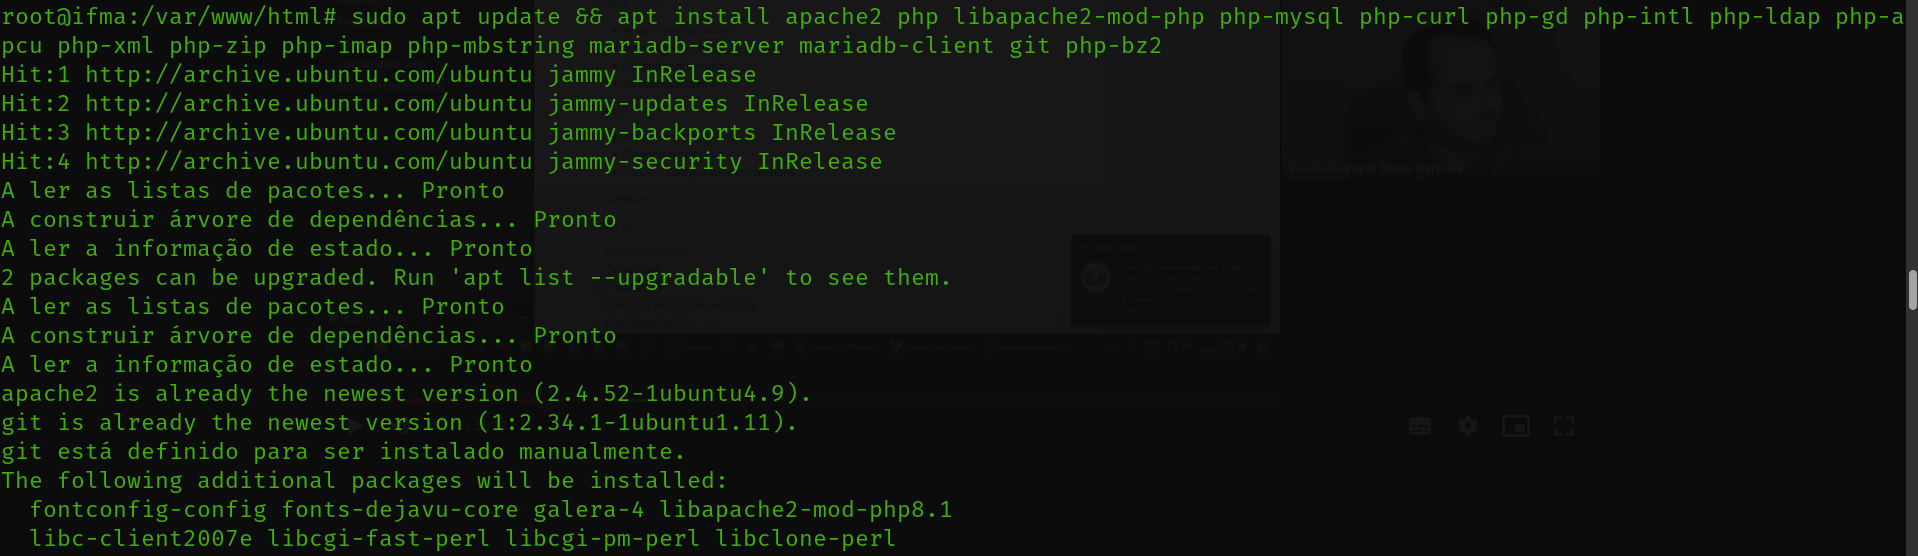 root@ifma:/var/www/html# sudo apt update && apt install apache2 php libapache2-mod-php php-mysql php-curl php-gd php-intl php-ldap php-a
pcu php-xml php-zip php-imap php-mbstring mariadb-server mariadb-client git php-bz2
Hit:1 http://archive.ubuntu.com/ubuntu jammy InRelease
Hit:2 http://archive.ubuntu.com/ubuntu jammy-updates InRelease
Hit:3 http://archive.ubuntu.com/ubuntu jammy-backports InRelease
Hit:4 http://archive.ubuntu.com/ubuntu jammy-security InRelease
Paulo Henrique Sousa Barbosa
A ler as listas de pacotes... Pronto
A construir árvore de dependências... Pronto
A ler a informação de estado... Pronto
2 packages can be upgraded. Run 'apt list --upgradable' to see them.
A ler as listas de pacotes... Pronto
A construir árvore de dependências... Pronto
A ler a informação de estado... Pronto
apache2 is already the newest version (2.4.52-1ubuntu4.9).
git is already the newest version (1:2.34.1-1ubuntu1.11).
git está definido para ser instalado manualmente.
The following additional packages will be installed:
  fontconfig-config fonts-dejavu-core galera-4 libapache2-mod-php8.1
  libc-client2007e libcgi-fast-perl libcgi-pm-perl libclone-perl